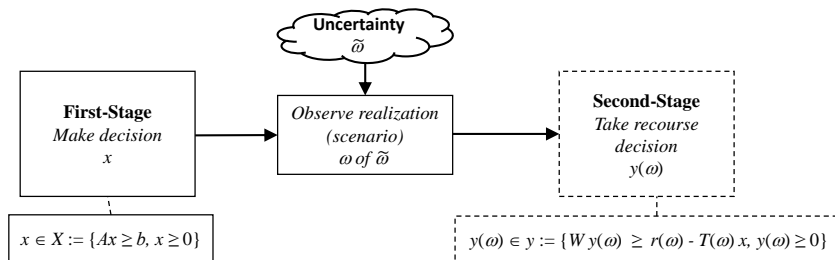 Uncertainty
ω̃
First-Stage
Make decision
x
Observe realization
(scenario)
ω of ω̃
Second-Stage
Take recourse
decision
y(ω)
x ∈ X := {Ax ≥ b, x ≥ 0}
y(ω) ∈ y := {W y(ω) ≥ r(ω) - T(ω) x, y(ω) ≥ 0}